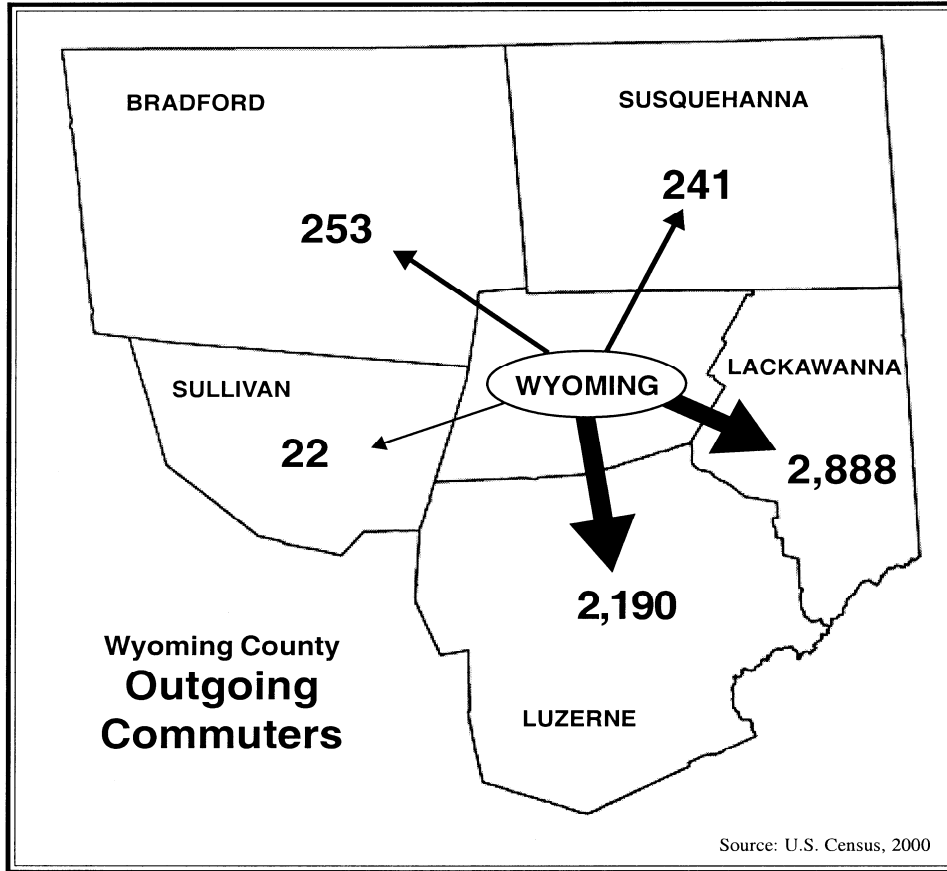 BRADFORD
SUSQUEHANNA
241
253
LACKAWANNA
WYOMING
SULLIVAN
22
2,888
2,190
Wyoming County
Outgoing
Commuters
LUZERNE
Source: U.S. Census, 2000